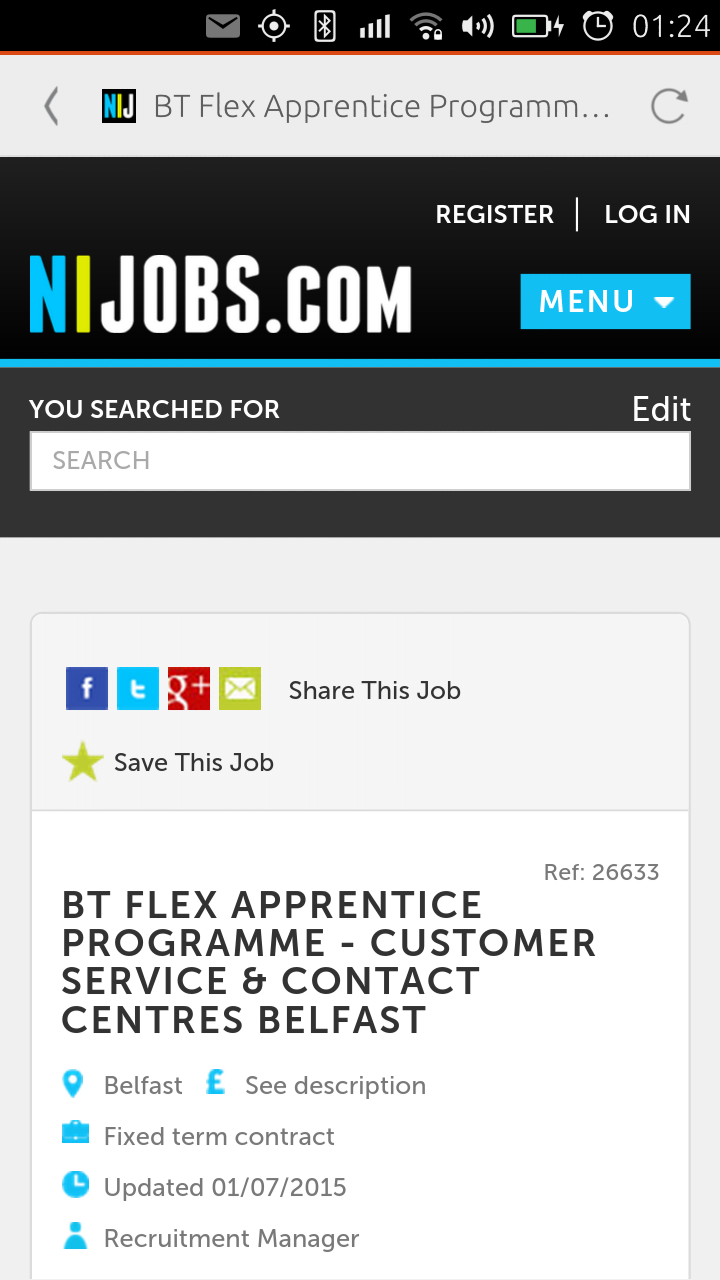 01:24
NIJ BT Flex Apprentice Programm...
REGISTER | LOG IN
NIJOBS.COM
MENU
YOU SEARCHED FOR Edit
SEARCH
f t g+ Share This Job
Save This Job
Ref: 26633
BT FLEX APPRENTICE
PROGRAMME - CUSTOMER
SERVICE & CONTACT
CENTRES BELFAST
Belfast £ See description
Fixed term contract
Updated 01/07/2015
Recruitment Manager